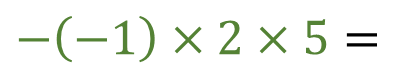 −(−1) × 2 × 5 =